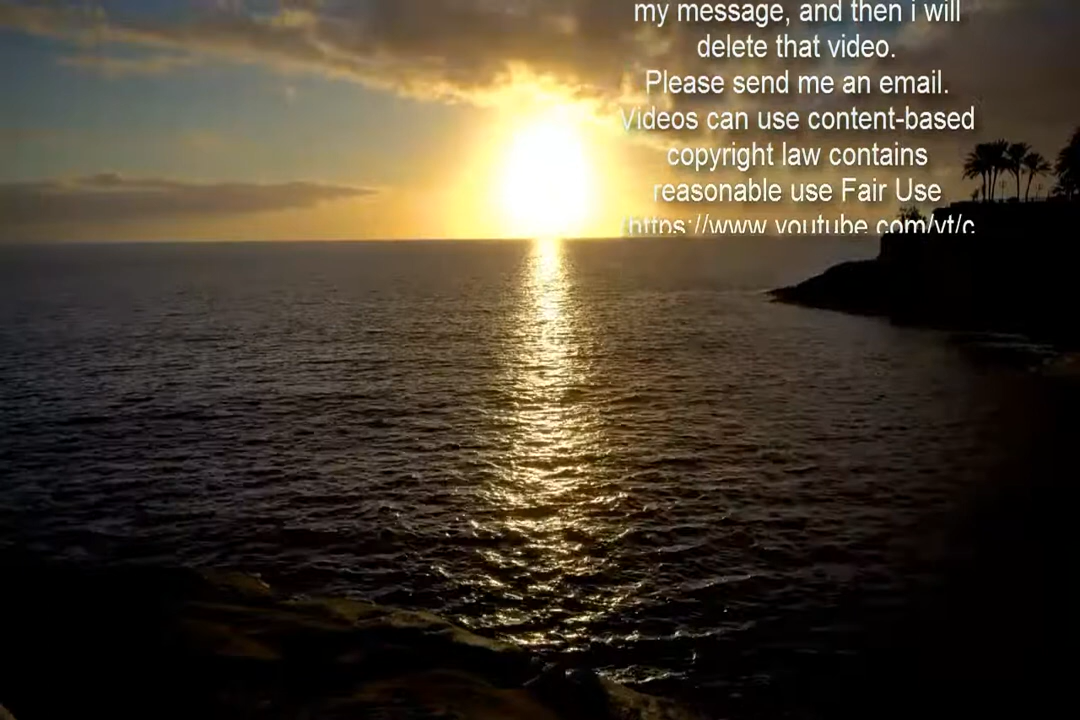 my message, and then i will
delete that video.
Please send me an email.
Videos can use content-based
copyright law contains
reasonable use Fair Use
(https://www.youtube.com/yt/c